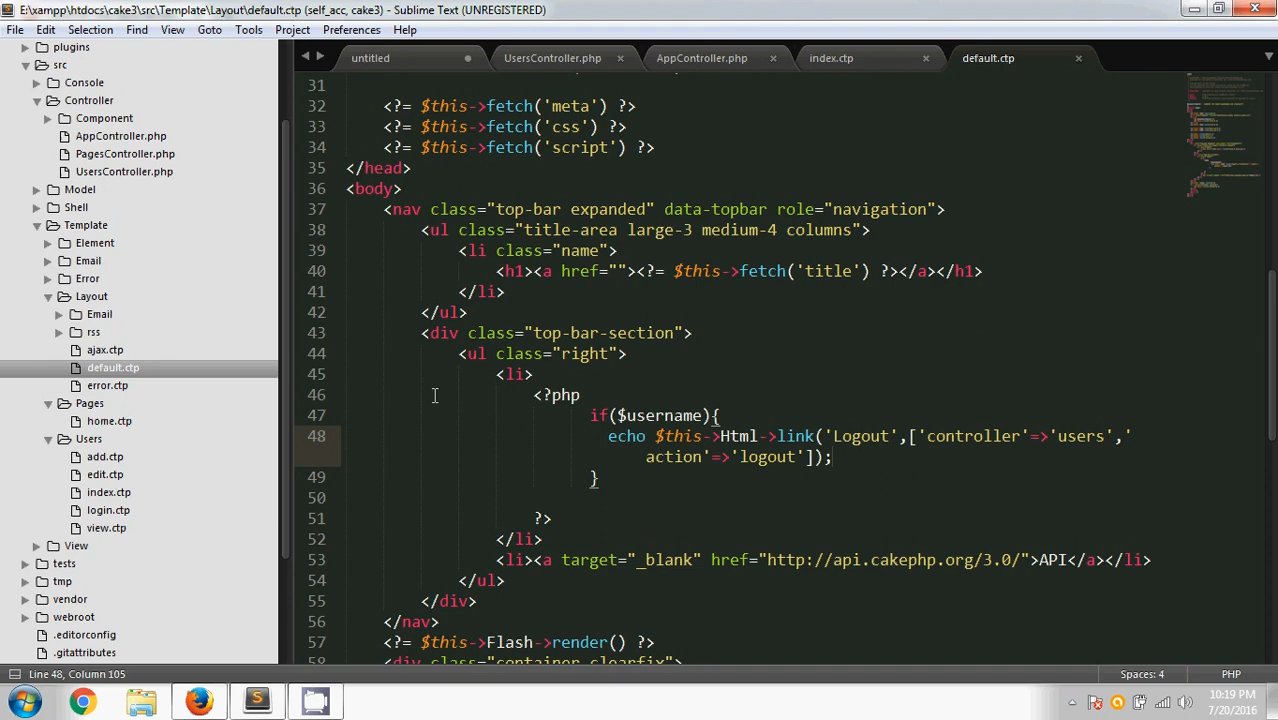 E:\xampp\htdocs\cake3\src\Template\Layout\default.ctp (self_acc, cake3) - Sublime Text (UNREGISTERED)
File Edit Selection Find View Goto Tools Project Preferences Help
untitled UsersController.php AppController.php index.ctp default.ctp
plugins
src
Console
Controller
Component
AppController.php
PagesController.php
UsersController.php
Model
Shell
Template
Element
Email
Error
Layout
Email
rss
ajax.ctp
default.ctp
error.ctp
Pages
home.ctp
Users
add.ctp
edit.ctp
index.ctp
login.ctp
view.ctp
View
tests
tmp
vendor
webroot
.editorconfig
.gitattributes
31
32 <?= $this->fetch('meta') ?>
33 <?= $this->fetch('css') ?>
34 <?= $this->fetch('script') ?>
35 </head>
36 <body>
37 <nav class="top-bar expanded" data-topbar role="navigation">
38 <ul class="title-area large-3 medium-4 columns">
39 <li class="name">
40 <h1><a href=""><?= $this->fetch('title') ?></a></h1>
41 </li>
42 </ul>
43 <div class="top-bar-section">
44 <ul class="right">
45 <li>
46 <?php
47 if($username){
48 echo $this->Html->link('Logout',['controller'=>'users','
action'=>'logout']);
49 }
50
51 ?>
52 </li>
53 <li><a target="_blank" href="http://api.cakephp.org/3.0/">API</a></li>
54 </ul>
55 </div>
56 </nav>
57 <?= $this->Flash->render() ?>
58 <div class="container clearfix">
Line 48, Column 105 Spaces: 4 PHP
10:19 PM
7/20/2016